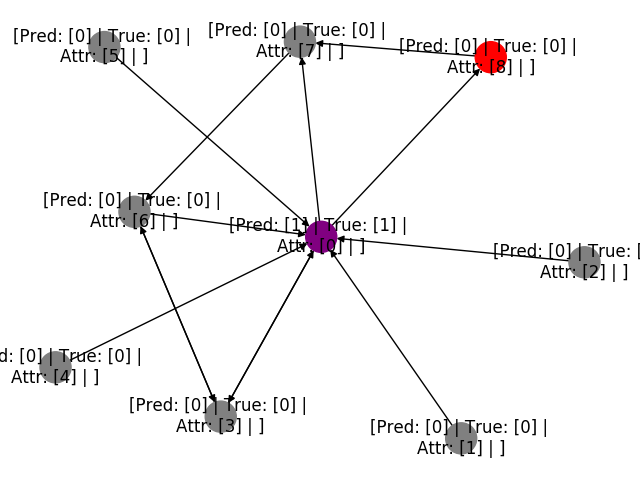 [Pred: [0] | True: [0] |
Attr: [5] | ]
[Pred: [0] | True: [0] |
Attr: [7] | ]
[Pred: [0] | True: [0] |
Attr: [8] | ]
[Pred: [0] | True: [0] |
Attr: [6] | ]
[Pred: [1] | True: [1] |
Attr: [0] | ]
[Pred: [0] | True: [
Attr: [2] | ]
d: [0] | True: [0] |
Attr: [4] | ]
[Pred: [0] | True: [0] |
Attr: [3] | ]
[Pred: [0] | True: [0] |
Attr: [1] | ]